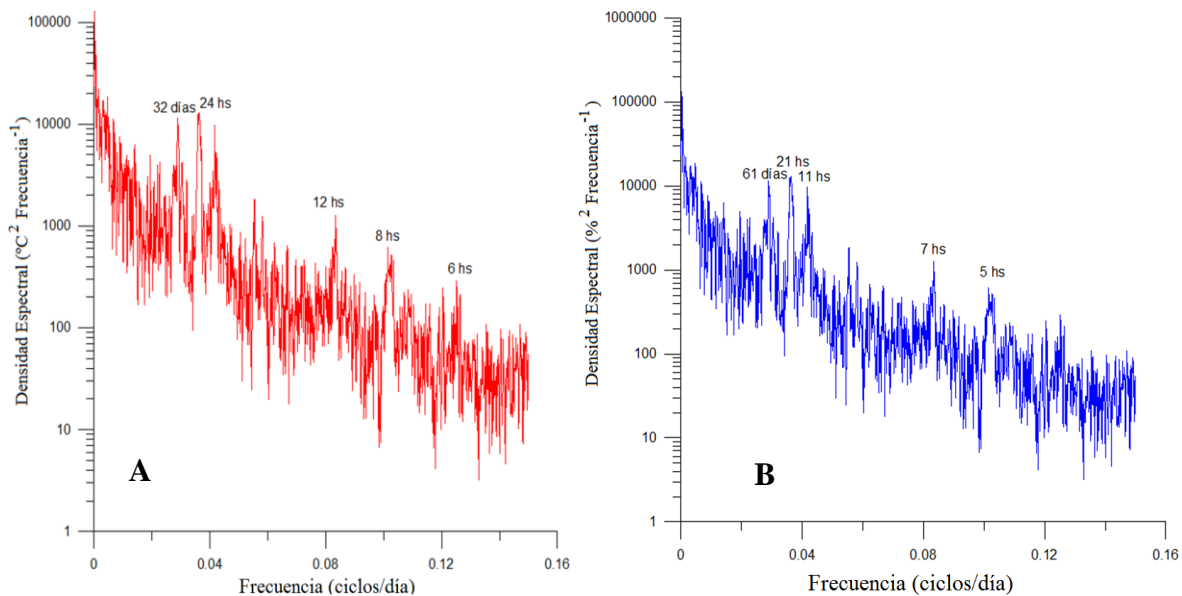 Densidad Espectral (ºC² Frecuencia⁻¹)
100000
10000
1000
100
10
1
32 días
24 hs
12 hs
8 hs
6 hs
A
0
0.04
0.08
0.12
0.16
Frecuencia (ciclos/día)
Densidad Espectral (%² Frecuencia⁻¹)
1000000
100000
10000
1000
100
10
1
61 días
21 hs
11 hs
7 hs
5 hs
B
0
0.04
0.08
0.12
0.16
Frecuencia (ciclos/día)